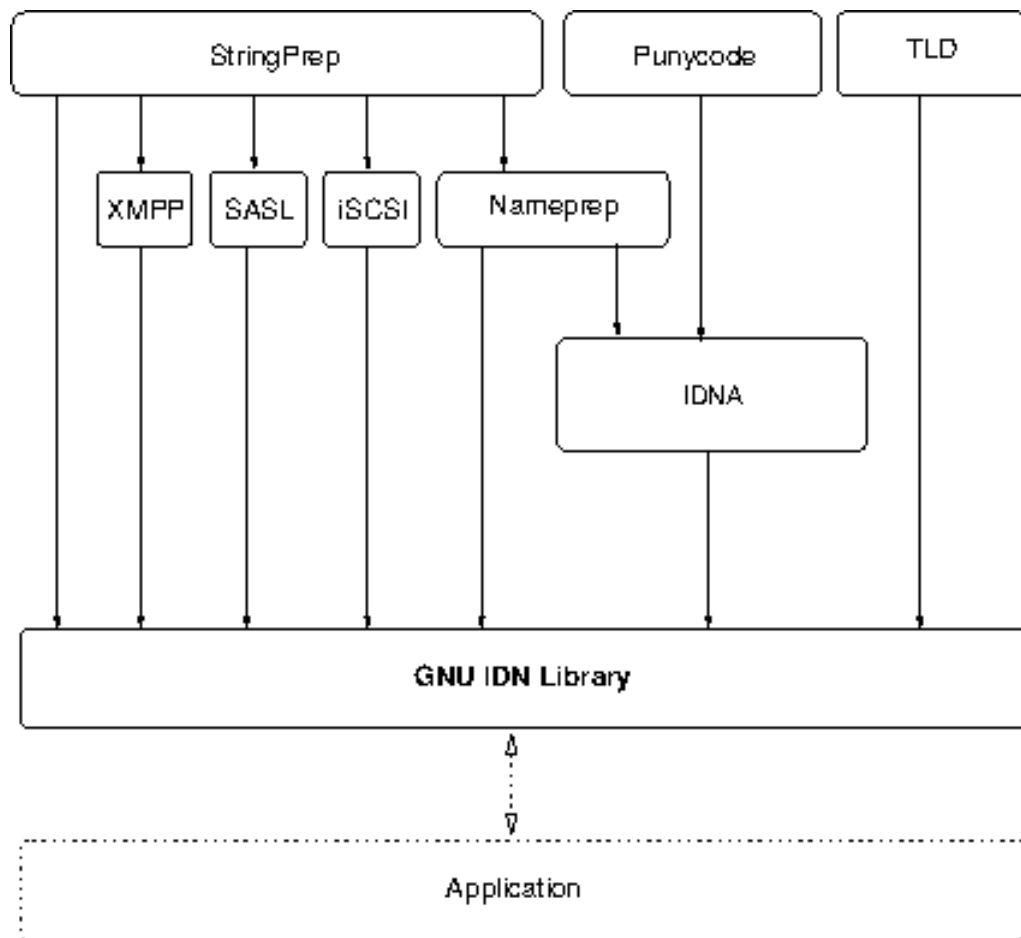 StringPrep
Punycode
TLD
XMPP
SASL
iSCSI
Nameprep
IDNA
GNU IDN Library
Application